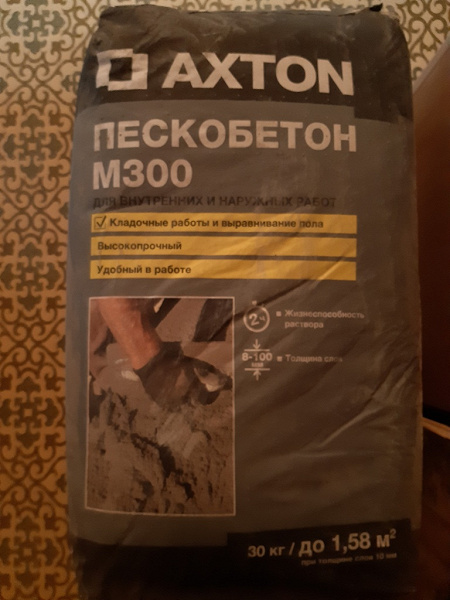 AXTON
ПЕСКОБЕТОН
М300
ДЛЯ ВНУТРЕННИХ И НАРУЖНЫХ РАБОТ
Кладочные работы и выравнивание пола
Высокопрочный
Удобный в работе
2ч
Жизнеспособность
раствора
8-100
мм
Толщина слоя
30 кг / до 1,58 м²
при толщине слоя 10 мм